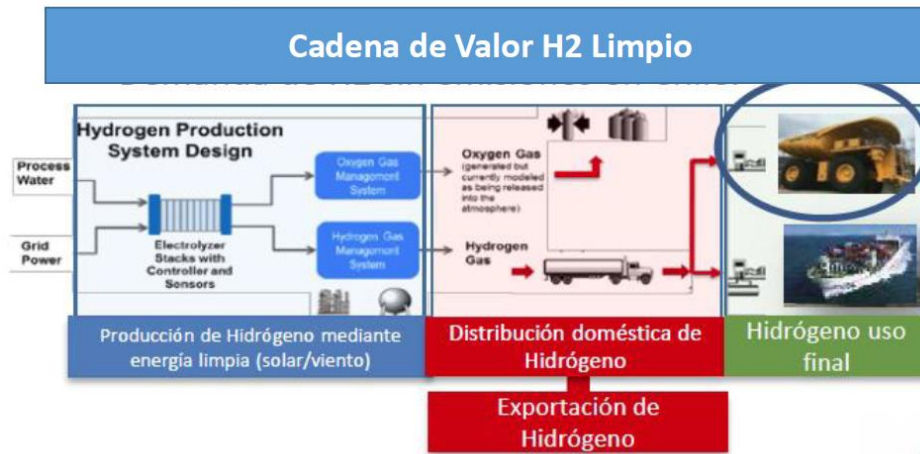 Cadena de Valor H2 Limpio
Hydrogen Production
System Design
Process
Water
Grid
Power
Electrolyzer
Stacks with
Controller and
Sensors
Oxygen Gas
Management
System
Hydrogen Gas
Management
System
Oxygen Gas
(generated but
currently modeled
as being released
into the
atmosphere)
Hydrogen
Gas
Producción de Hidrógeno mediante
energía limpia (solar/viento)
Distribución doméstica de
Hidrógeno
Hidrógeno uso
final
Exportación de
Hidrógeno